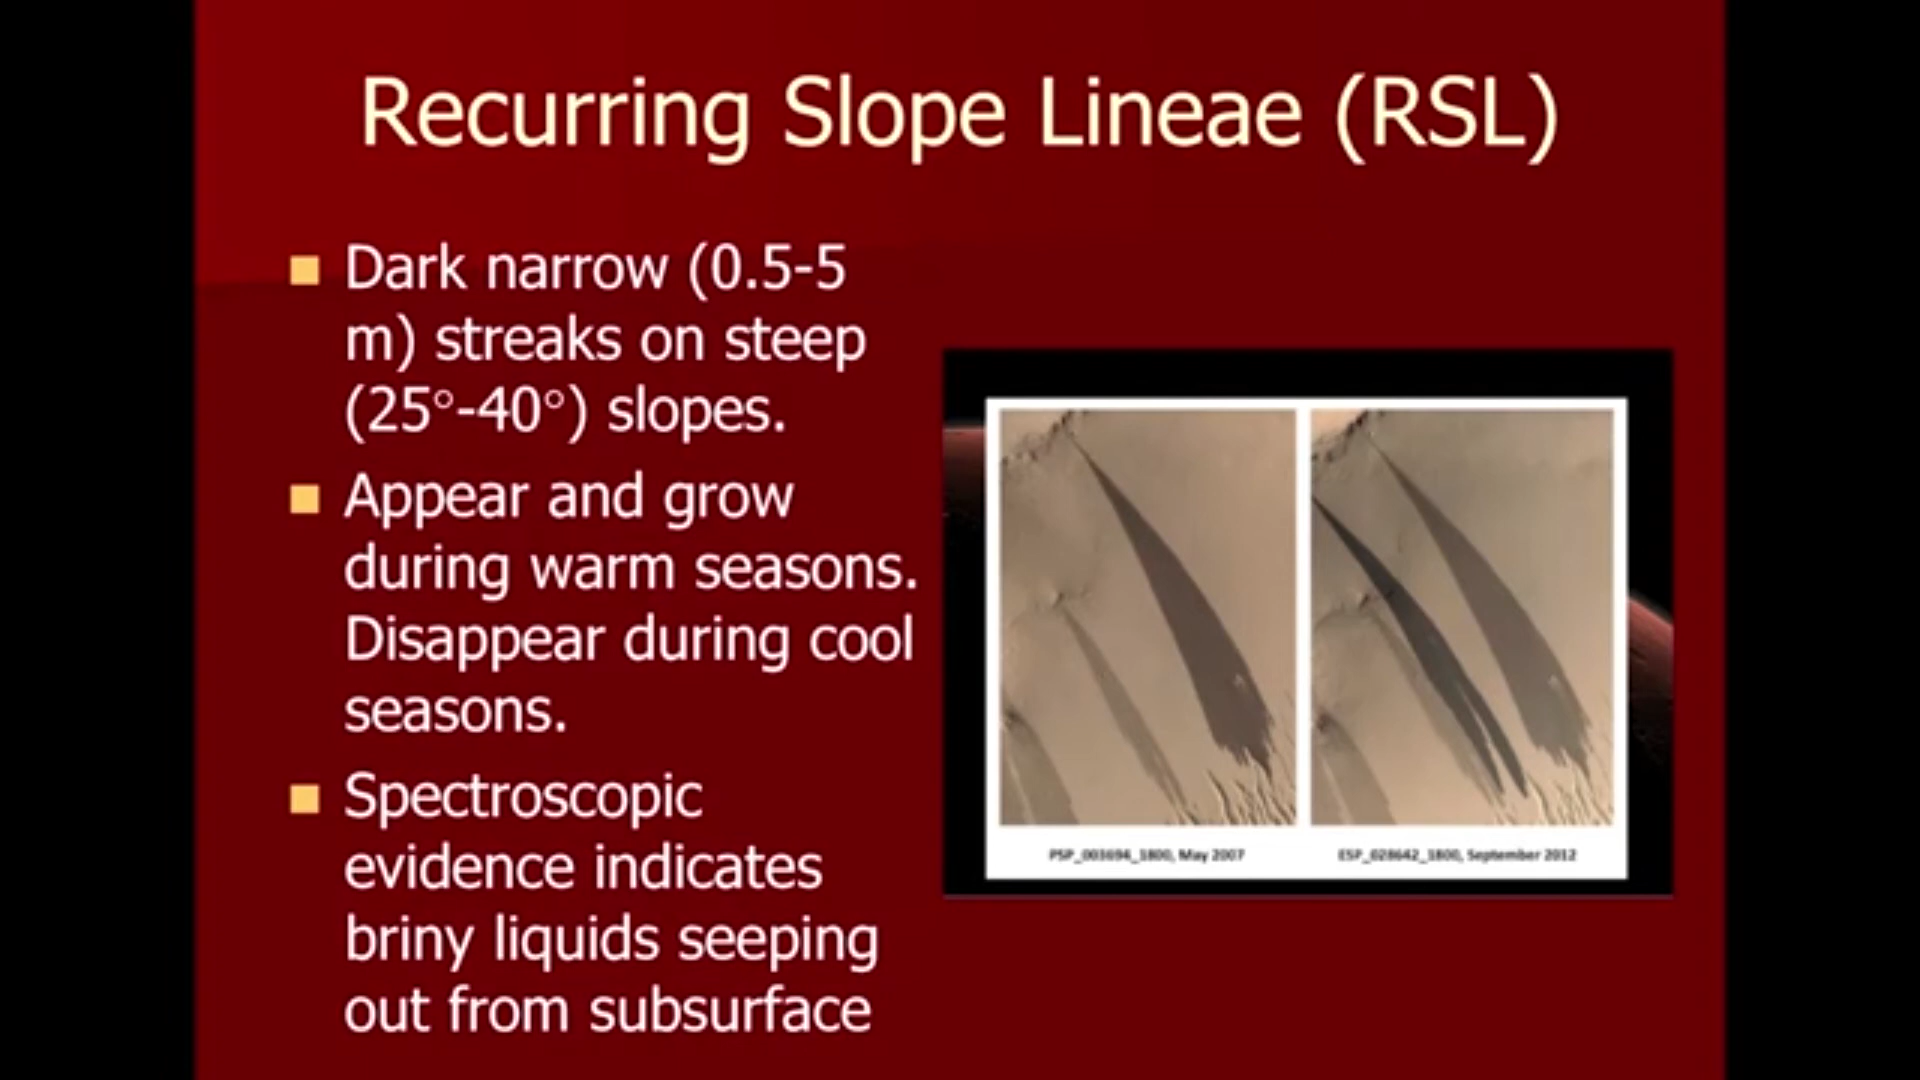 Recurring Slope Lineae (RSL)
Dark narrow (0.5-5
m) streaks on steep
(25°-40°) slopes.
Appear and grow
during warm seasons.
Disappear during cool
seasons.
Spectroscopic
evidence indicates
briny liquids seeping
out from subsurface
PSP_003694_1800, May 2007
ESP_028642_1800, September 2012